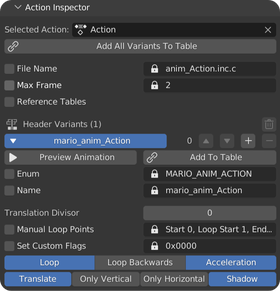 Action Inspector
Selected Action: Action
Add All Variants To Table
File Name anim_Action.inc.c
Max Frame 2
Reference Tables
Header Variants (1)
mario_anim_Action 0
Preview Animation Add To Table
Enum MARIO_ANIM_ACTION
Name mario_anim_Action
Translation Divisor 0
Manual Loop Points Start 0, Loop Start 1, End...
Set Custom Flags 0x0000
Loop Loop Backwards Acceleration
Translate Only Vertical Only Horizontal Shadow